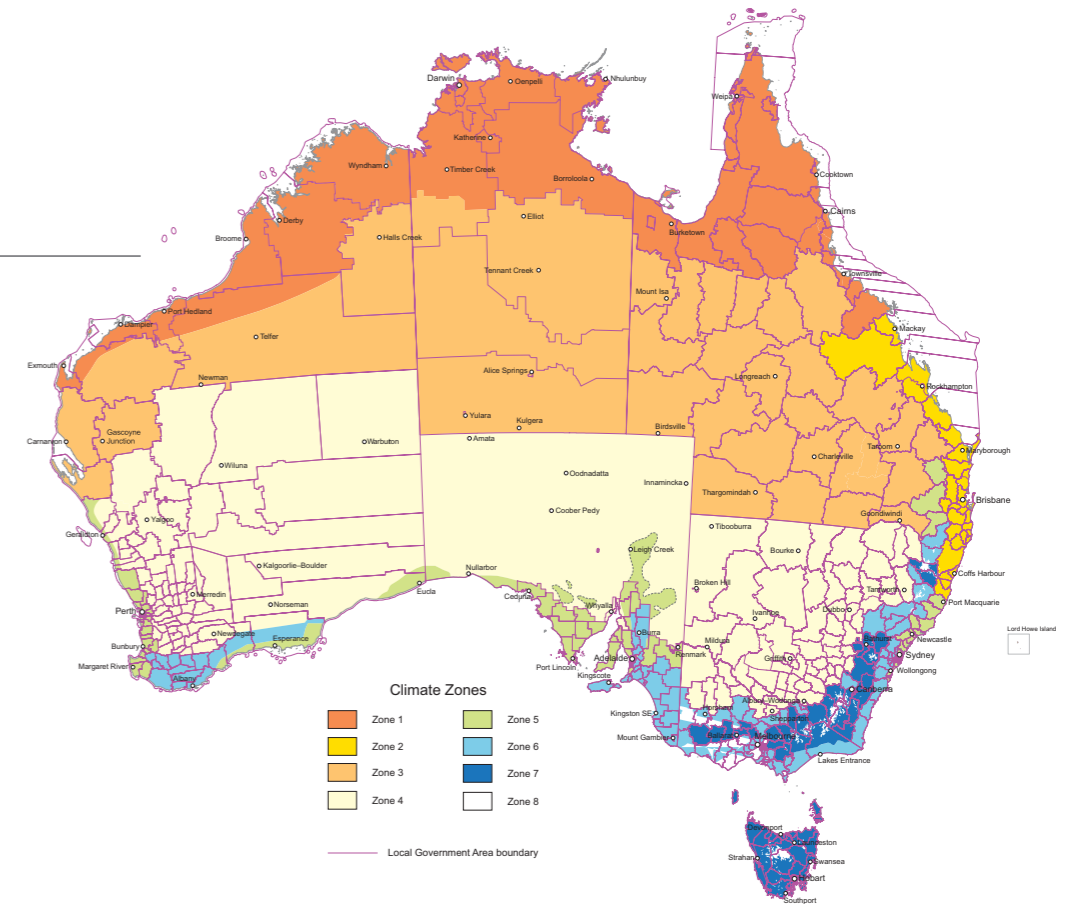 Darwin
Oenpelli
Nhulunbuy
Weipa
Katherine
Wyndham
Timber Creek
Borroloola
Cooktown
Derby
Elliot
Cairns
Broome
Halls Creek
Burketown
Tennant Creek
Townsville
Mount Isa
Port Hedland
Dampier
Mackay
Telfer
Exmouth
Alice Springs
Longreach
Newman
Rockhampton
Yulara
Kulgera
Birdsville
Gascoyne
Junction
Carnarvon
Warbuton
Amata
Taroom
Maryborough
Charleville
Wiluna
Oodnadatta
Innamincka
Thargomindah
Brisbane
Coober Pedy
Goondiwindi
Yalgoo
Tibooburra
Geraldton
Leigh Creek
Bourke
Kalgoorlie–Boulder
Nullarbor
Coffs Harbour
Eucla
Broken Hill
Tamworth
Merredin
Ceduna
Port Macquarie
Norseman
Whyalla
Ivanhoe
Dubbo
Perth
Lord Howe Island
Newdegate
Burra
Mildura
Newcastle
Esperance
Bathurst
Bunbury
Renmark
Griffith
Sydney
Adelaide
Margaret River
Port Lincoln
Wollongong
Albany
Kingscote
Canberra
Climate Zones
Albury–Wodonga
Horsham
Kingston SE
Shepparton
Zone 1
Zone 5
Ballarat
Melbourne
Mount Gambier
Zone 2
Zone 6
Lakes Entrance
Zone 3
Zone 7
Zone 4
Zone 8
Devonport
Launceston
Local Government Area boundary
Strahan
Swansea
Hobart
Southport